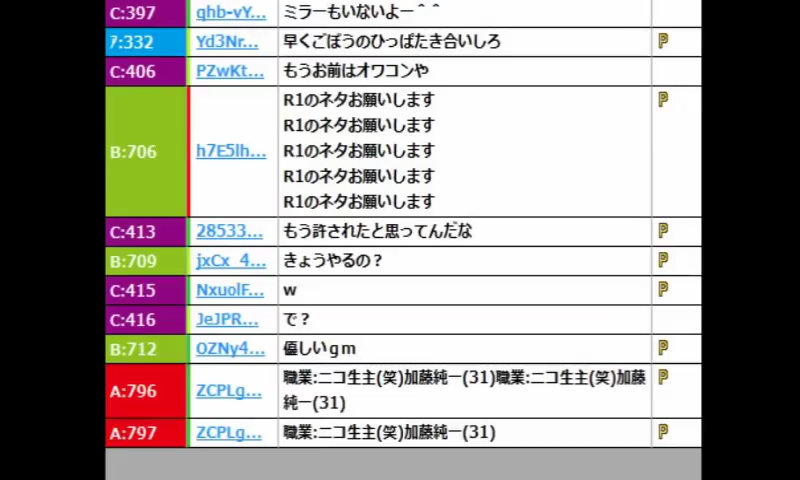 C:397 qhb-vY... ミラーもいないよー＾＾
ｱ:332 Yd3Nr... 早くごぼうのひっぱたき合いしろ P
C:406 PZwKt... もうお前はオワコンや
R1のネタお願いします P
R1のネタお願いします
B:706 h7E5lh... R1のネタお願いします
R1のネタお願いします
R1のネタお願いします
C:413 28533... もう許されたと思ってんだな P
B:709 jxCx_4... きょうやるの？ P
C:415 NxuolF... w P
C:416 JeJPR... で？
B:712 OZNy4... 優しいｇｍ P
A:796 ZCPLg... 職業:ニコ生主(笑)加藤純一(31)職業:ニコ生主(笑)加藤 P
純一(31)
A:797 ZCPLg... 職業:ニコ生主(笑)加藤純一(31) P